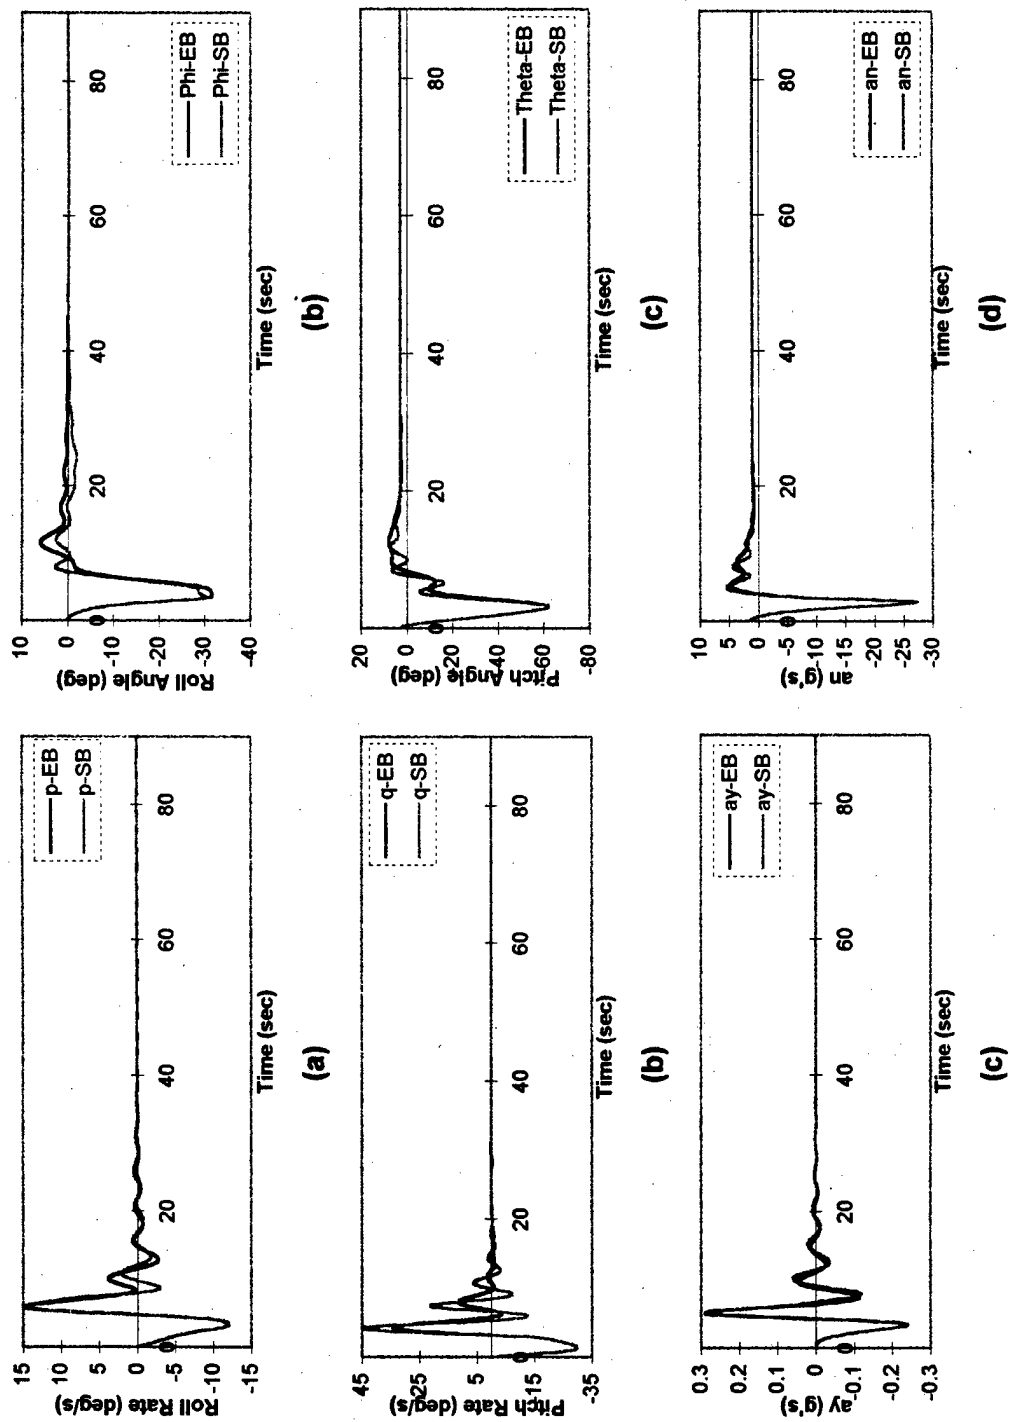 Roll Rate (deg/s)
15
10
5
0
-5
-10
-15
0
20
40
60
80
p-EB
p-SB
Time (sec)
(a)
Roll Angle (deg)
10
0
-10
-20
-30
-40
0
20
40
60
80
Phi-EB
Phi-SB
Time (sec)
(b)
Pitch Rate (deg/s)
45
25
5
-15
-35
0
20
40
60
80
q-EB
q-SB
Time (sec)
(b)
Pitch Angle (deg)
20
0
-20
-40
-60
-80
0
20
40
60
80
Theta-EB
Theta-SB
Time (sec)
(c)
ay (g's)
0.3
0.2
0.1
0
-0.1
-0.2
-0.3
0
20
40
60
80
ay-EB
ay-SB
Time (sec)
(c)
an (g's)
10
5
0
-5
-10
-15
-20
-25
-30
0
20
40
60
80
an-EB
an-SB
Time (sec)
(d)